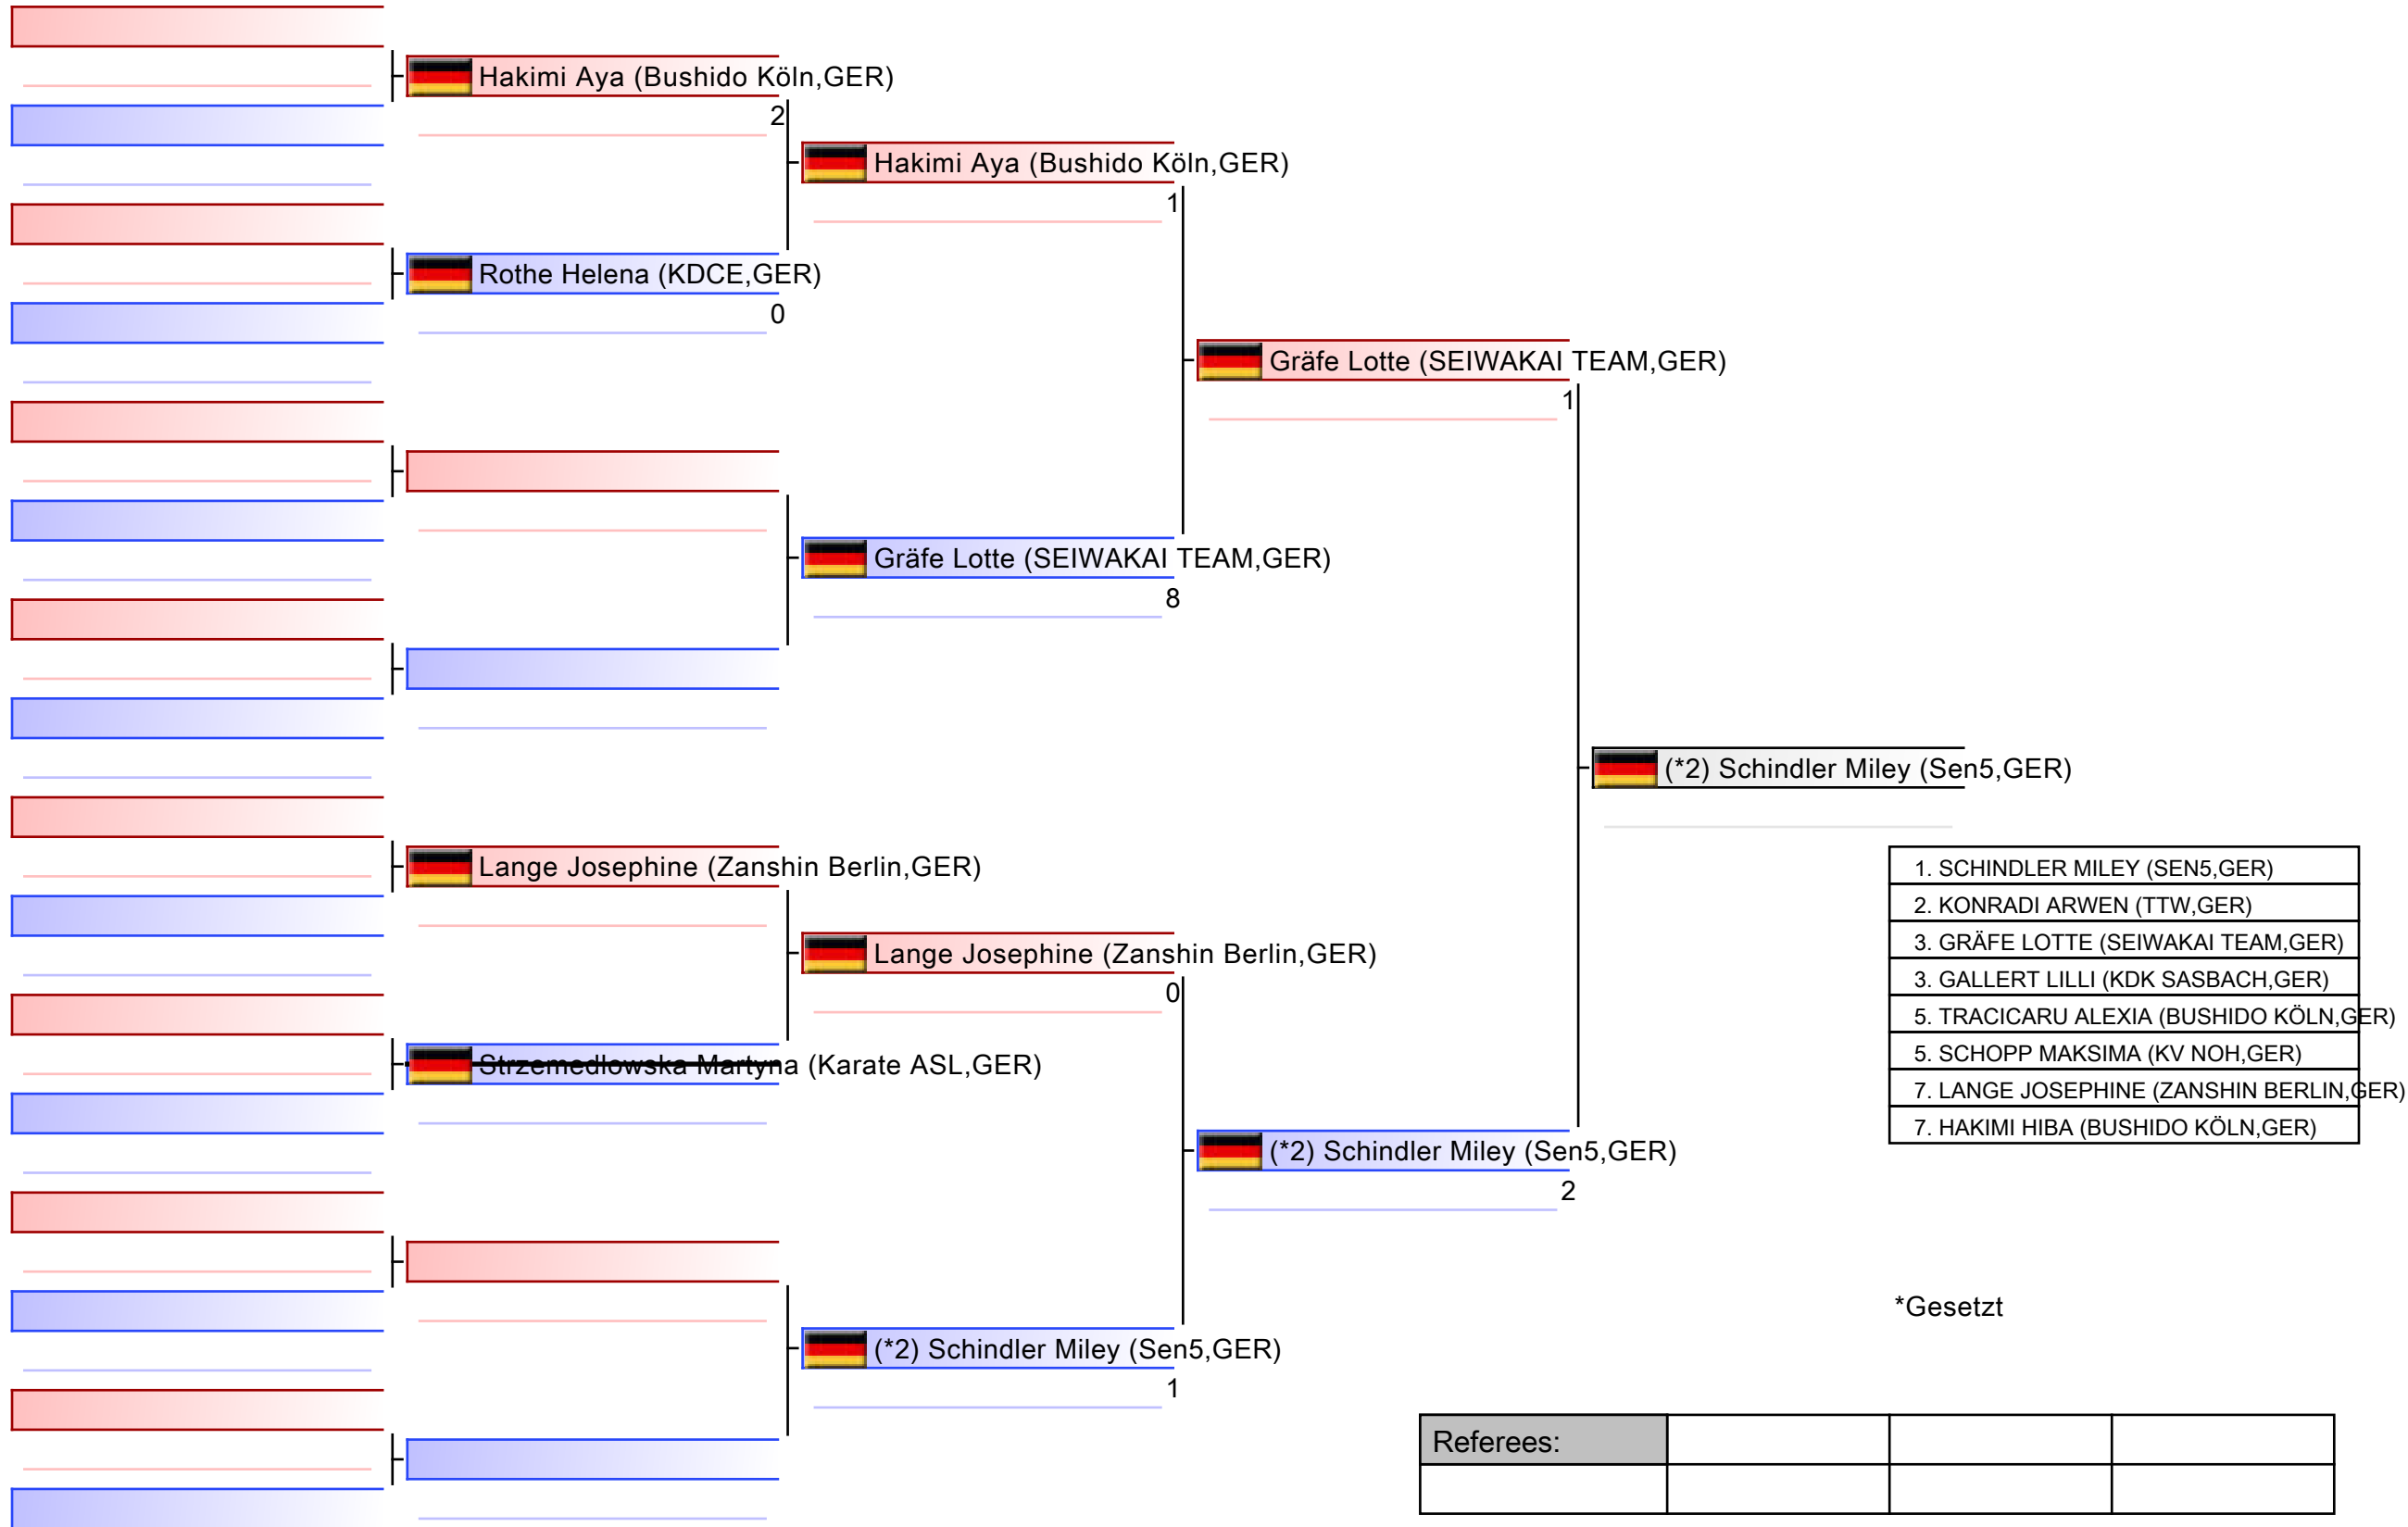 Hakimi Aya (Bushido Köln,GER)
2
Hakimi Aya (Bushido Köln,GER)
1
Rothe Helena (KDCE,GER)
0
Gräfe Lotte (SEIWAKAI TEAM,GER)
1
Gräfe Lotte (SEIWAKAI TEAM,GER)
8
(*2) Schindler Miley (Sen5,GER)
Lange Josephine (Zanshin Berlin,GER)
Lange Josephine (Zanshin Berlin,GER)
0
Strzemedlowska Martyna (Karate ASL,GER)
(*2) Schindler Miley (Sen5,GER)
2
(*2) Schindler Miley (Sen5,GER)
1
1. SCHINDLER MILEY (SEN5,GER)
2. KONRADI ARWEN (TTW,GER)
3. GRÄFE LOTTE (SEIWAKAI TEAM,GER)
3. GALLERT LILLI (KDK SASBACH,GER)
5. TRACICARU ALEXIA (BUSHIDO KÖLN,GER)
5. SCHOPP MAKSIMA (KV NOH,GER)
7. LANGE JOSEPHINE (ZANSHIN BERLIN,GER)
7. HAKIMI HIBA (BUSHIDO KÖLN,GER)
*Gesetzt
Referees: